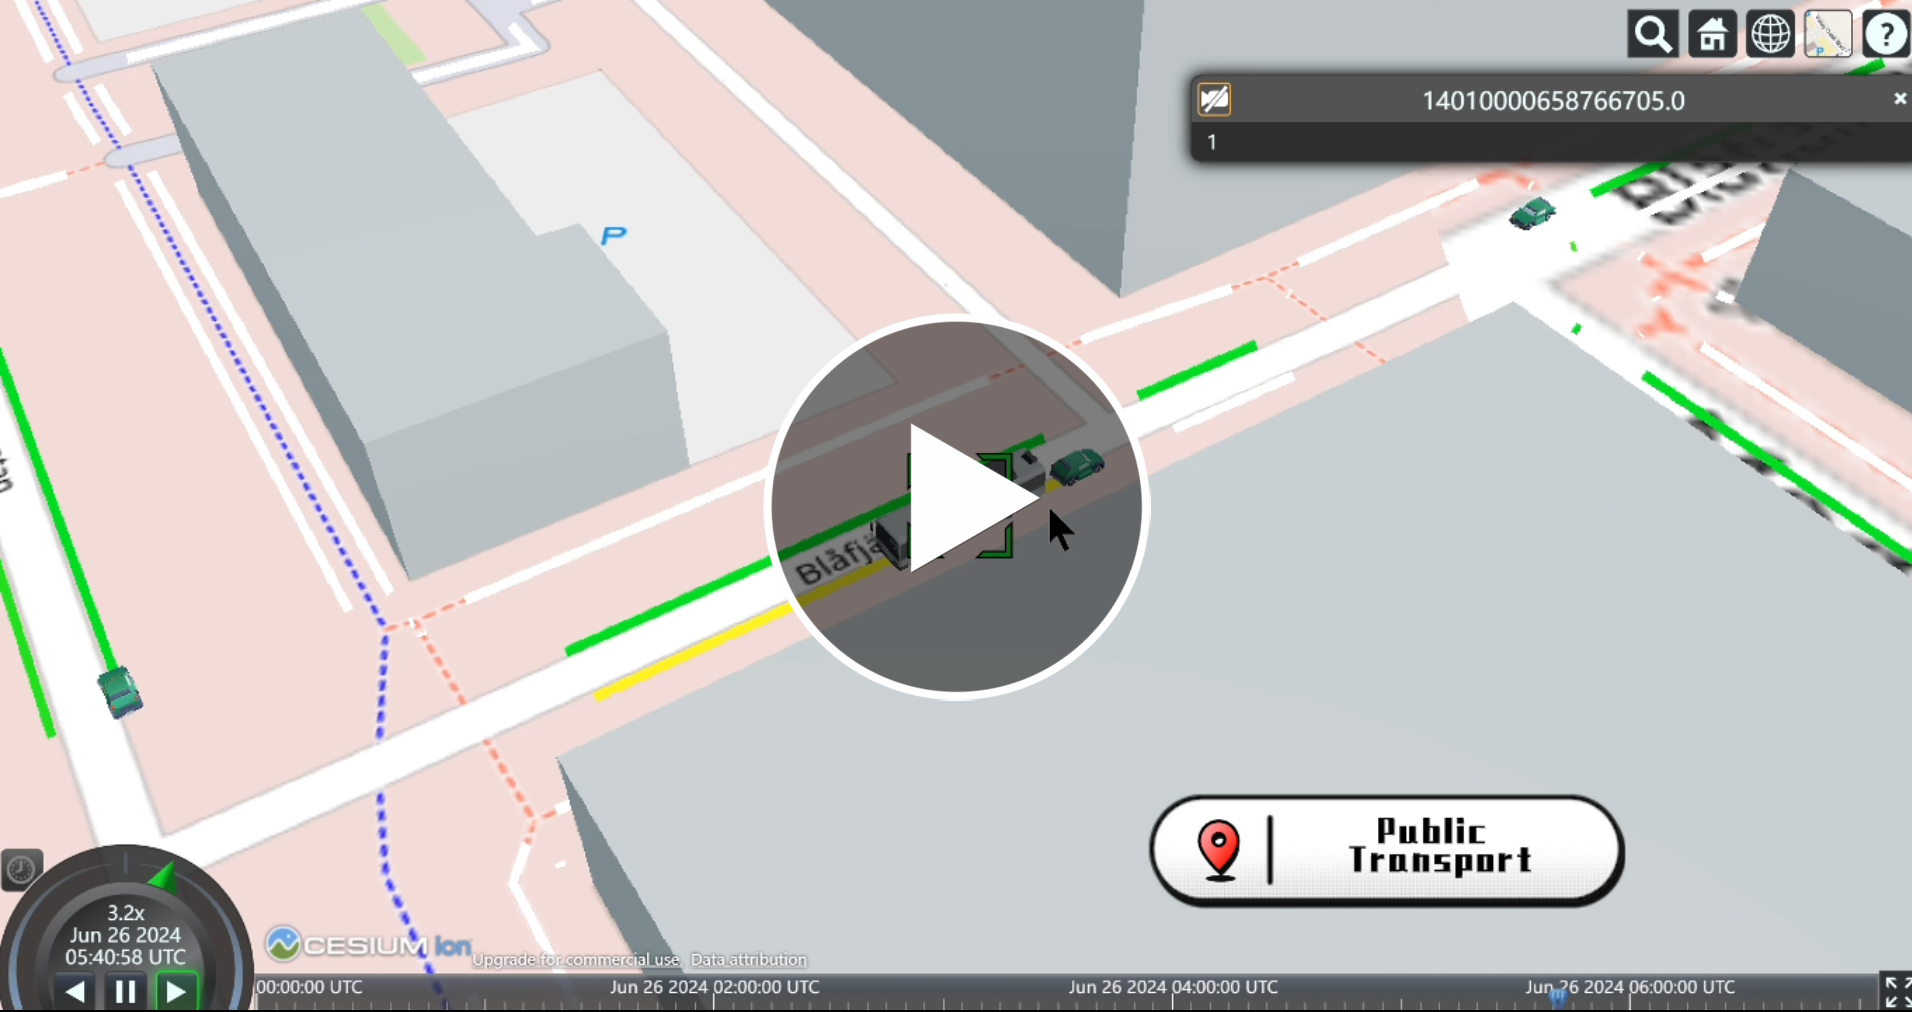 14010000658766705.0
1
P
Blåfjä
Public
Transport
3.2x
Jun 26 2024
05:40:58 UTC
CESIUM ion
Upgrade for commercial use. Data attribution
00:00:00 UTC
Jun 26 2024 02:00:00 UTC
Jun 26 2024 04:00:00 UTC
Jun 26 2024 06:00:00 UTC